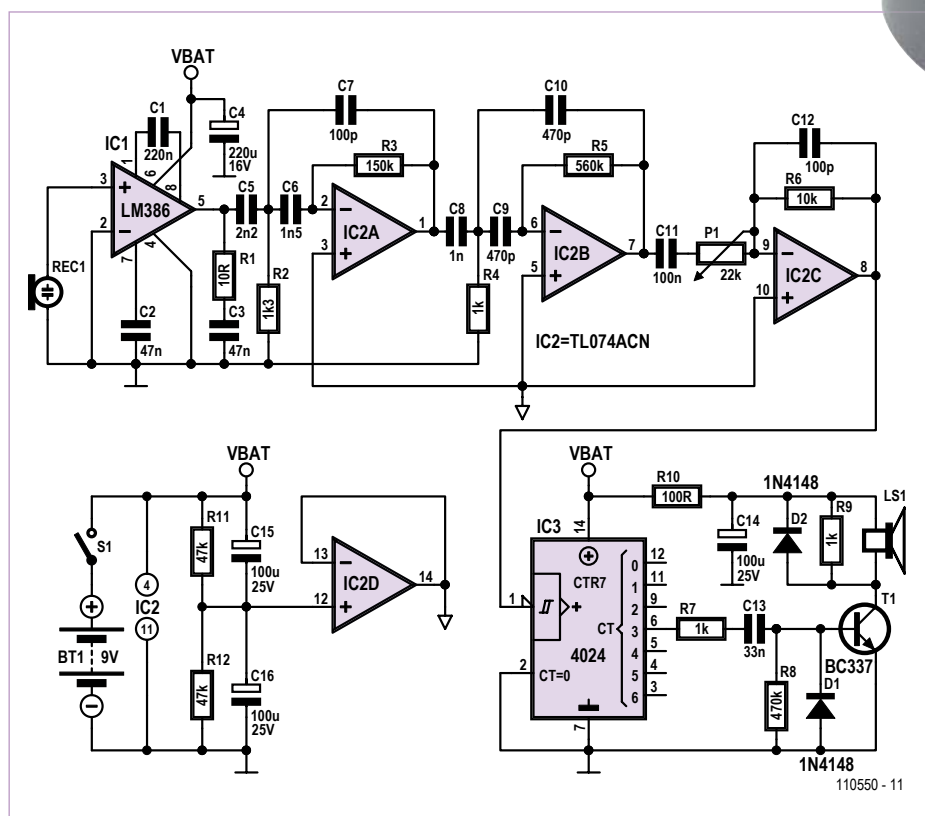 VBAT
C1
220n
IC1
C4
220u
16V
1
6
8
3
+
LM386
5
2
–
4
7
REC1
C2
47n
R1
10R
C3
47n
C5
2n2
C6
1n5
R2
1k3
C7
100p
R3
150k
2
–
IC2A
1
3
+
C8
1n
C9
470p
R4
1k
C10
470p
R5
560k
6
–
IC2B
7
5
+
IC2=TL074ACN
C11
100n
P1
22k
C12
100p
R6
10k
9
–
IC2C
8
10
+
VBAT
S1
+
BT1
9V
–
4
IC2
11
R11
47k
R12
47k
C15
100u
25V
C16
100u
25V
13
–
IC2D
14
12
+
VBAT
R10
100R
1N4148
LS1
IC3
14
+
C14
100u
25V
D2
R9
1k
CTR7
1
+
0
12
1
11
2
9
CT
3
6
4
5
5
4
6
3
4024
2
CT=0
7
R7
1k
C13
33n
T1
BC337
R8
470k
D1
1N4148
110550 - 11